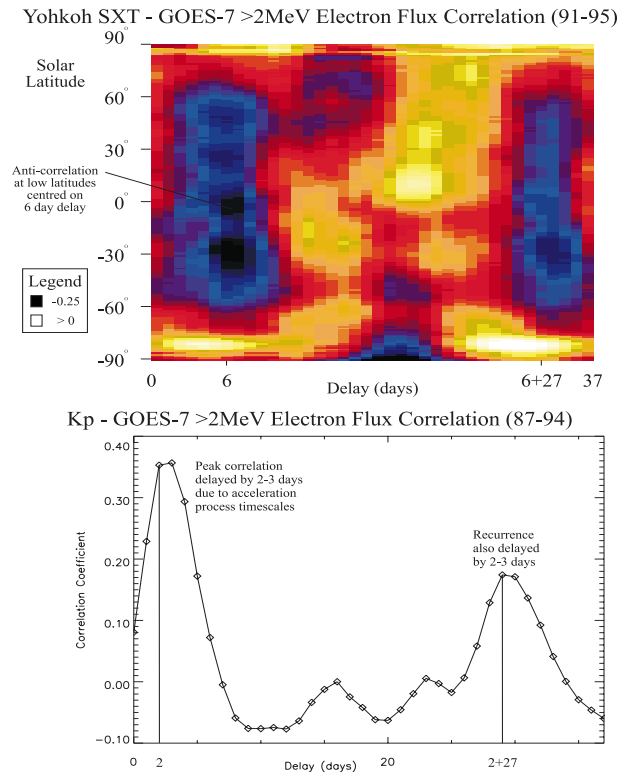 Yohkoh SXT - GOES-7 >2MeV Electron Flux Correlation (91-95)
Solar
Latitude
90°
60°
30°
0°
-30°
-60°
-90°
Anti-correlation
at low latitudes
centred on
6 day delay
Legend
-0.25
> 0
0
6
Delay (days)
6+27
37
Kp - GOES-7 >2MeV Electron Flux Correlation (87-94)
Correlation Coefficient
0.40
0.30
0.20
0.10
0.00
-0.10
Peak correlation
delayed by 2-3 days
due to acceleration
process timescales
Recurrence
also delayed
by 2-3 days
0
2
Delay (days)
20
2+27